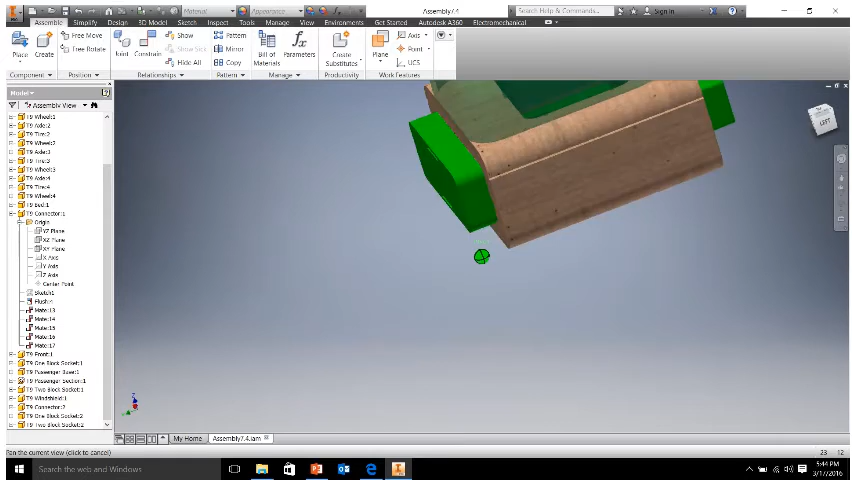 Material
Appearance
Assembly7.4
Search Help & Commands...
Sign In
Assemble Simplify Design 3D Model Sketch Inspect Tools Manage View Environments Get Started Autodesk A360 Electromechanical
Place
Create
Free Move
Free Rotate
Joint
Constrain
Show
Show Sick
Hide All
Pattern
Mirror
Copy
Bill of
Materials
Parameters
Create
Substitutes
Plane
Axis
Point
UCS
Component
Position
Relationships
Pattern
Manage
Productivity
Work Features
Model
Assembly View
T9 Wheel:1
T9 Axle:2
T9 Tire:2
T9 Wheel:2
T9 Axle:1
T9 Tire:3
T9 Wheel:3
T9 Axle:4
T9 Tire:4
T9 Wheel:4
T9 Bed:1
T9 Connector:1
Origin
YZ Plane
XZ Plane
XY Plane
X Axis
Y Axis
Z Axis
Center Point
Sketch1
Flush:4
Mate:13
Mate:14
Mate:15
Mate:16
Mate:17
T9 Front:1
T9 One Block Socket:1
T9 Passenger Base:1
T9 Passenger Section:1
T9 Two Block Socket:1
T9 Windshield:1
T9 Connector:2
T9 One Block Socket:2
T9 Two Block Socket:2
LEFT
My Home
Assembly7.4.iam
Pan the current view (click to cancel)
23 12
Search the web and Windows
5:44 PM
3/17/2016